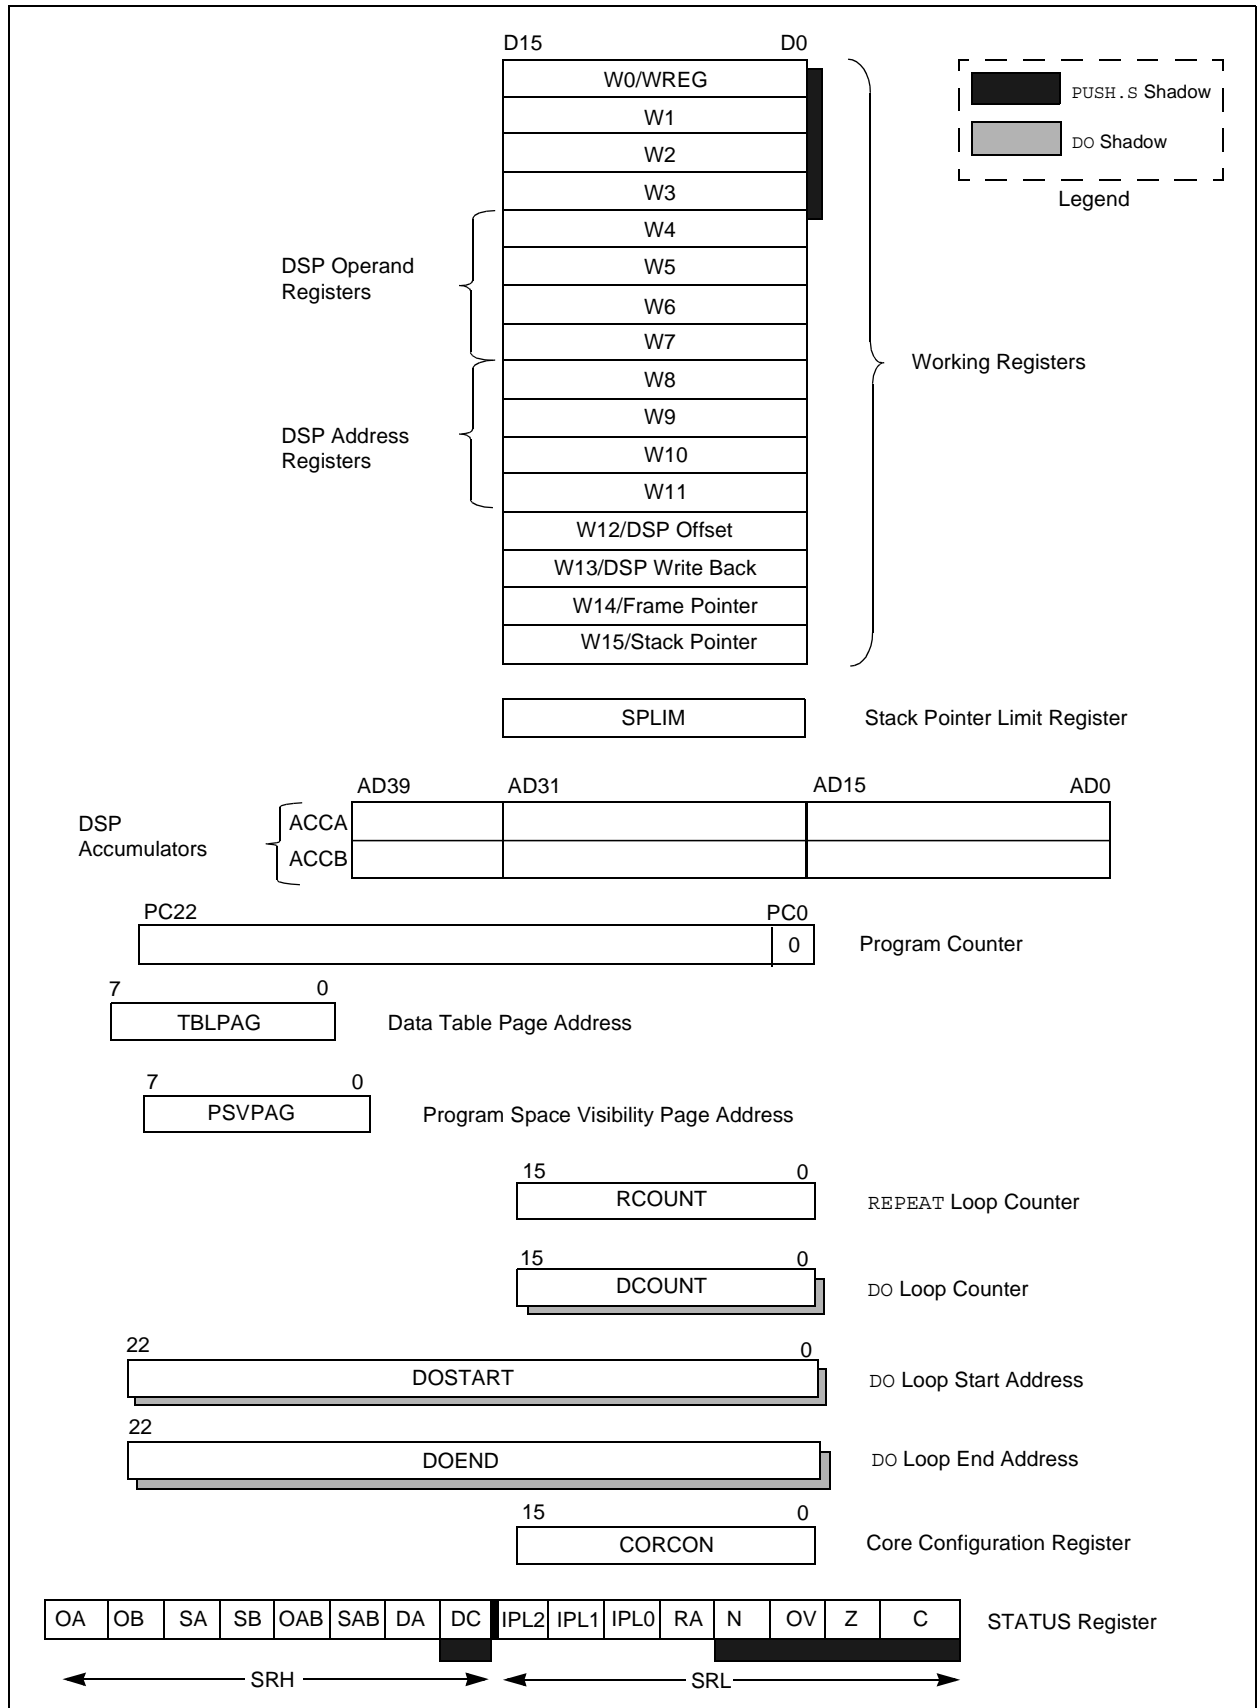 D15 D0
W0/WREG
W1
W2
W3
W4
W5
W6
W7
W8
W9
W10
W11
W12/DSP Offset
W13/DSP Write Back
W14/Frame Pointer
W15/Stack Pointer
PUSH.S Shadow
DO Shadow
Legend
DSP Operand
Registers
DSP Address
Registers
Working Registers
SPLIM
Stack Pointer Limit Register
AD39 AD31 AD15 AD0
DSP
Accumulators
ACCA
ACCB
PC22 PC0
0
Program Counter
7 0
TBLPAG
Data Table Page Address
7 0
PSVPAG
Program Space Visibility Page Address
15 0
RCOUNT
REPEAT Loop Counter
15 0
DCOUNT
DO Loop Counter
22 0
DOSTART
DO Loop Start Address
22
DOEND
DO Loop End Address
15 0
CORCON
Core Configuration Register
OA OB SA SB OAB SAB DA DC IPL2 IPL1 IPL0 RA N OV Z C
STATUS Register
SRH SRL